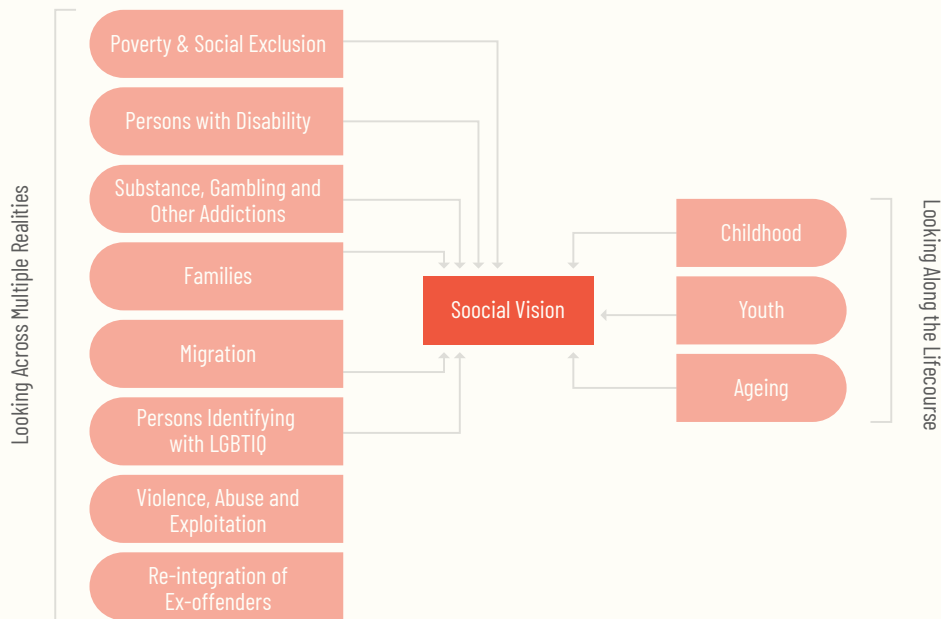 Looking Across Multiple Realities
Poverty & Social Exclusion
Persons with Disability
Substance, Gambling and
Other Addictions
Families
Migration
Persons Identifying
with LGBTIQ
Violence, Abuse and
Exploitation
Re-integration of
Ex-offenders
Soocial Vision
Childhood
Youth
Ageing
Looking Along the Lifecourse